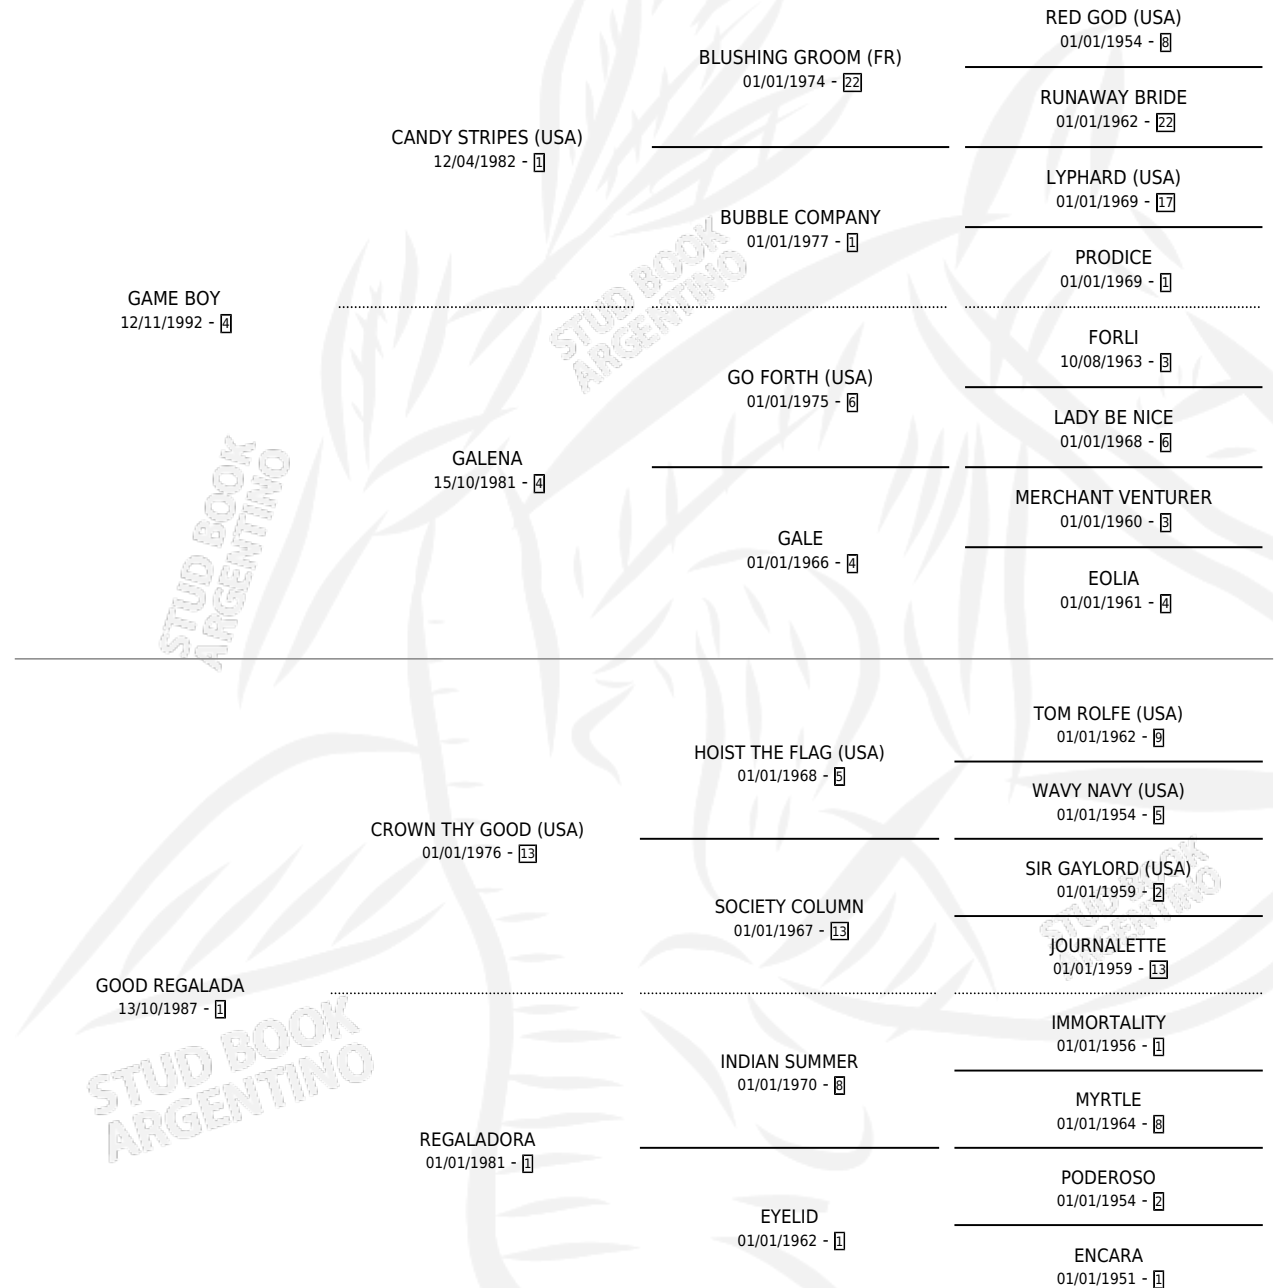 RED GOD (USA)
01/01/1954 - 8
BLUSHING GROOM (FR)
01/01/1974 - 22
RUNAWAY BRIDE
01/01/1962 - 22
CANDY STRIPES (USA)
12/04/1982 - 1
LYPHARD (USA)
01/01/1969 - 17
BUBBLE COMPANY
01/01/1977 - 1
PRODICE
01/01/1969 - 1
GAME BOY
12/11/1992 - 4
FORLI
10/08/1963 - 3
GO FORTH (USA)
01/01/1975 - 6
LADY BE NICE
01/01/1968 - 6
GALENA
15/10/1981 - 4
MERCHANT VENTURER
01/01/1960 - 3
GALE
01/01/1966 - 4
EOLIA
01/01/1961 - 4
TOM ROLFE (USA)
01/01/1962 - 9
HOIST THE FLAG (USA)
01/01/1968 - 5
WAVY NAVY (USA)
01/01/1954 - 5
CROWN THY GOOD (USA)
01/01/1976 - 13
SIR GAYLORD (USA)
01/01/1959 - 2
SOCIETY COLUMN
01/01/1967 - 13
JOURNALETTE
01/01/1959 - 13
GOOD REGALADA
13/10/1987 - 1
IMMORTALITY
01/01/1956 - 1
INDIAN SUMMER
01/01/1970 - 8
MYRTLE
01/01/1964 - 8
REGALADORA
01/01/1981 - 1
PODEROSO
01/01/1954 - 2
EYELID
01/01/1962 - 1
ENCARA
01/01/1951 - 1
STUD BOOK
ARGENTINO
STUD BOOK
ARGENTINO
STUD BOOK
ARGENTINO
STUD BOOK
ARGENTINO